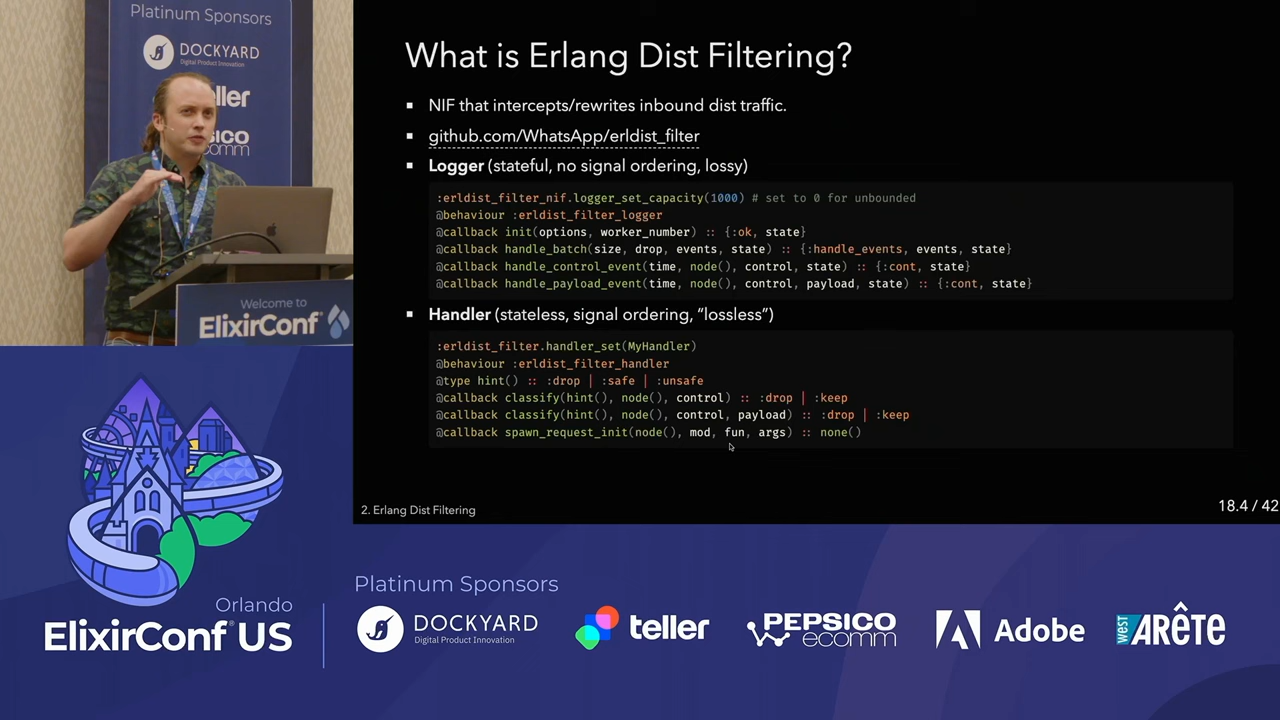 Platinum Sponsors
DOCKYARD
Digital Product Innovation
teller
PEPSICO
ecomm
Welcome to
ElixirConf
What is Erlang Dist Filtering?
▪ NIF that intercepts/rewrites inbound dist traffic.
▪ github.com/WhatsApp/erldist_filter
▪ Logger (stateful, no signal ordering, lossy)
:erldist_filter_nif.logger_set_capacity(1000) # set to 0 for unbounded
@behaviour :erldist_filter_logger
@callback init(options, worker_number) :: {:ok, state}
@callback handle_batch(size, drop, events, state) :: {:handle_events, events, state}
@callback handle_control_event(time, node(), control, state) :: {:cont, state}
@callback handle_payload_event(time, node(), control, payload, state) :: {:cont, state}
▪ Handler (stateless, signal ordering, “lossless”)
:erldist_filter.handler_set(MyHandler)
@behaviour :erldist_filter_handler
@type hint() :: :drop | :safe | :unsafe
@callback classify(hint(), node(), control) :: :drop | :keep
@callback classify(hint(), node(), control, payload) :: :drop | :keep
@callback spawn_request_init(node(), mod, fun, args) :: none()
2. Erlang Dist Filtering
18.4 / 42
Orlando
ElixirConf® US
Platinum Sponsors
DOCKYARD
Digital Product Innovation
teller
PEPSICO
ecomm
Adobe
west ARÊTE